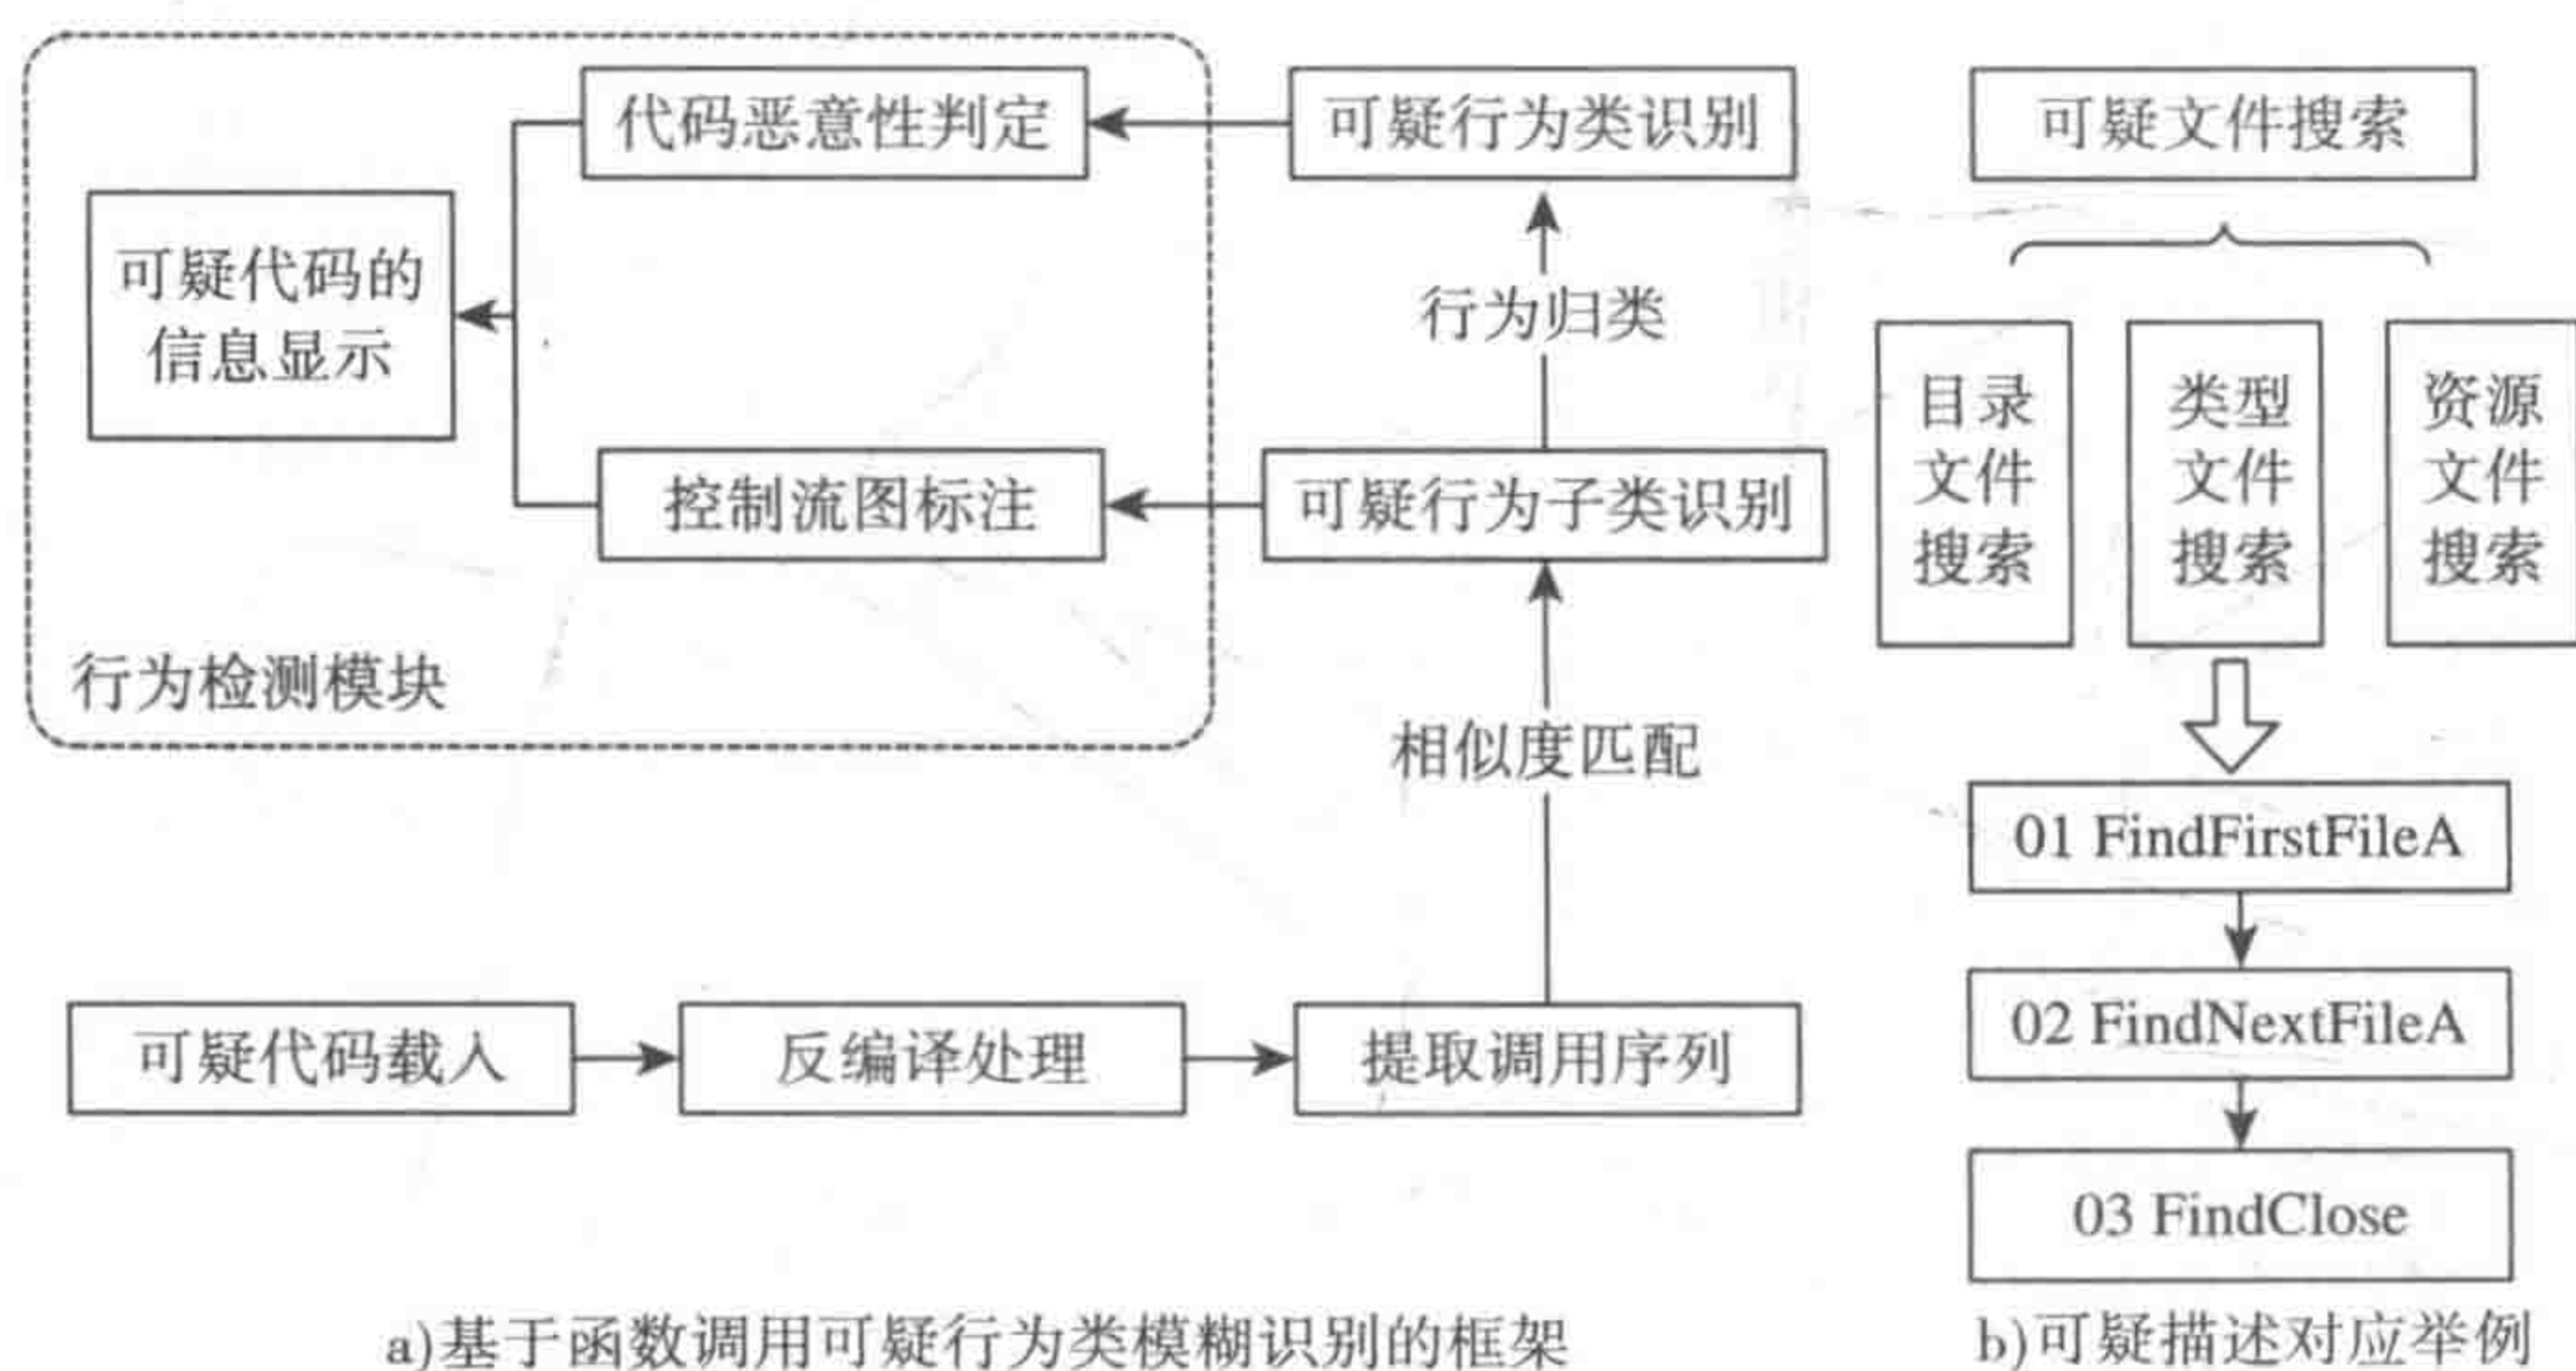 代码恶意性判定
可疑行为类识别
可疑文件搜索
可疑代码的
信息显示
行为归类
目录
文件
搜索
类型
文件
搜索
资源
文件
搜索
控制流图标注
可疑行为子类识别
行为检测模块
相似度匹配
01 FindFirstFileA
02 FindNextFileA
03 FindClose
可疑代码载入
反编译处理
提取调用序列
a)基于函数调用可疑行为类模糊识别的框架
b)可疑描述对应举例